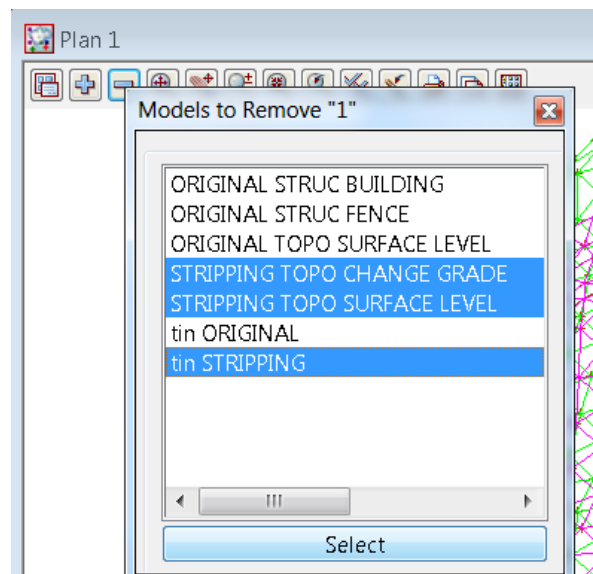 Plan 1
Models to Remove "1"
ORIGINAL STRUC BUILDING
ORIGINAL STRUC FENCE
ORIGINAL TOPO SURFACE LEVEL
STRIPPING TOPO CHANGE GRADE
STRIPPING TOPO SURFACE LEVEL
tin ORIGINAL
tin STRIPPING
Select